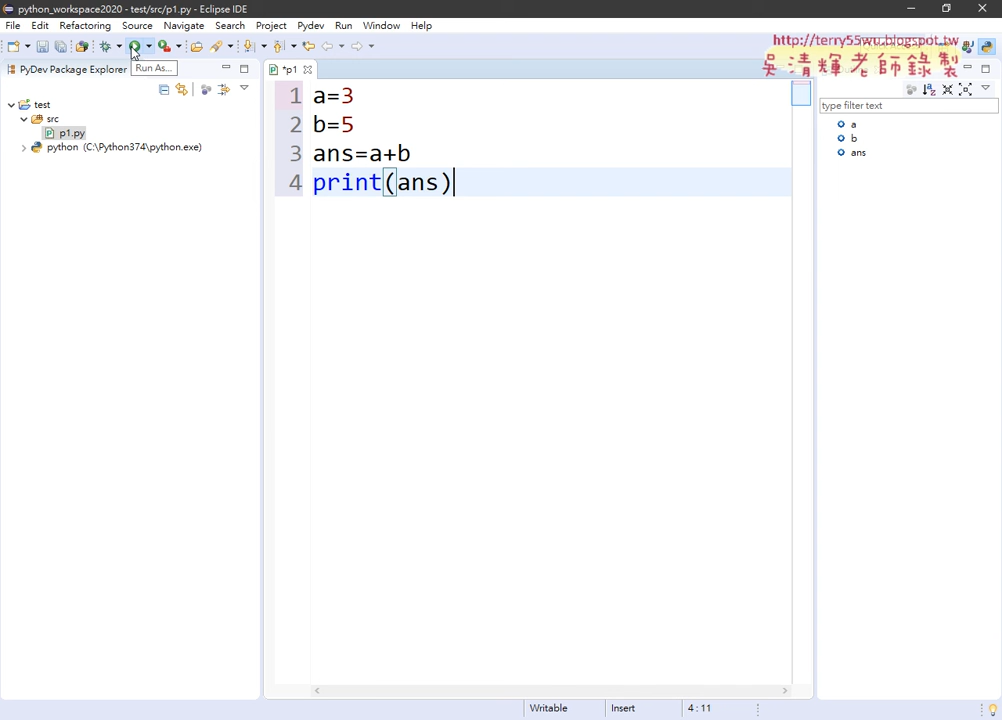 python_workspace2020 - test/src/p1.py - Eclipse IDE
File Edit Refactoring Source Navigate Search Project Pydev Run Window Help
http://terry55wu.blogspot.tw
吳清輝老師錄製
PyDev Package Explorer
Run As...
*p1
type filter text
test
src
p1.py
python (C:\Python374\python.exe)
1 a=3
2 b=5
3 ans=a+b
4 print(ans)
a
b
ans
Writable
Insert
4 : 11